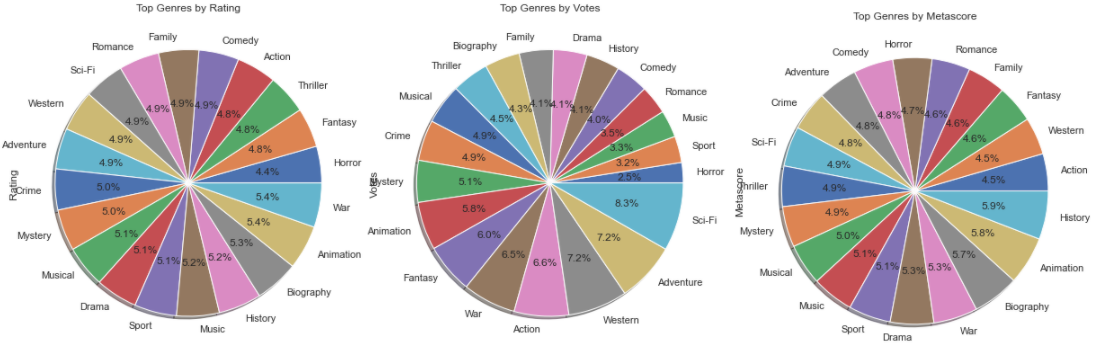 Top Genres by Rating
Rating
Horror
4.4%
Fantasy
4.8%
Thriller
4.8%
Action
4.8%
Comedy
4.9%
Family
4.9%
Romance
4.9%
Sci-Fi
4.9%
Western
4.9%
Adventure
4.9%
Crime
5.0%
Mystery
5.0%
Musical
5.1%
Drama
5.1%
Sport
5.1%
Music
5.2%
History
5.2%
Biography
5.3%
Animation
5.4%
War
5.4%
Top Genres by Votes
Votes
Horror
2.5%
Sport
3.2%
Music
3.3%
Romance
3.5%
Comedy
4.0%
History
4.1%
Drama
4.1%
Family
4.1%
Biography
4.3%
Thriller
4.5%
Musical
4.9%
Crime
4.9%
Mystery
5.1%
Animation
5.8%
Fantasy
6.0%
War
6.5%
Action
6.6%
Western
7.2%
Adventure
7.2%
Sci-Fi
8.3%
Top Genres by Metascore
Metascore
Action
4.5%
Western
4.5%
Fantasy
4.6%
Family
4.6%
Romance
4.6%
Horror
4.7%
Comedy
4.8%
Adventure
4.8%
Crime
4.8%
Sci-Fi
4.9%
Thriller
4.9%
Mystery
4.9%
Musical
5.0%
Music
5.1%
Sport
5.1%
Drama
5.3%
War
5.3%
Biography
5.7%
Animation
5.8%
History
5.9%